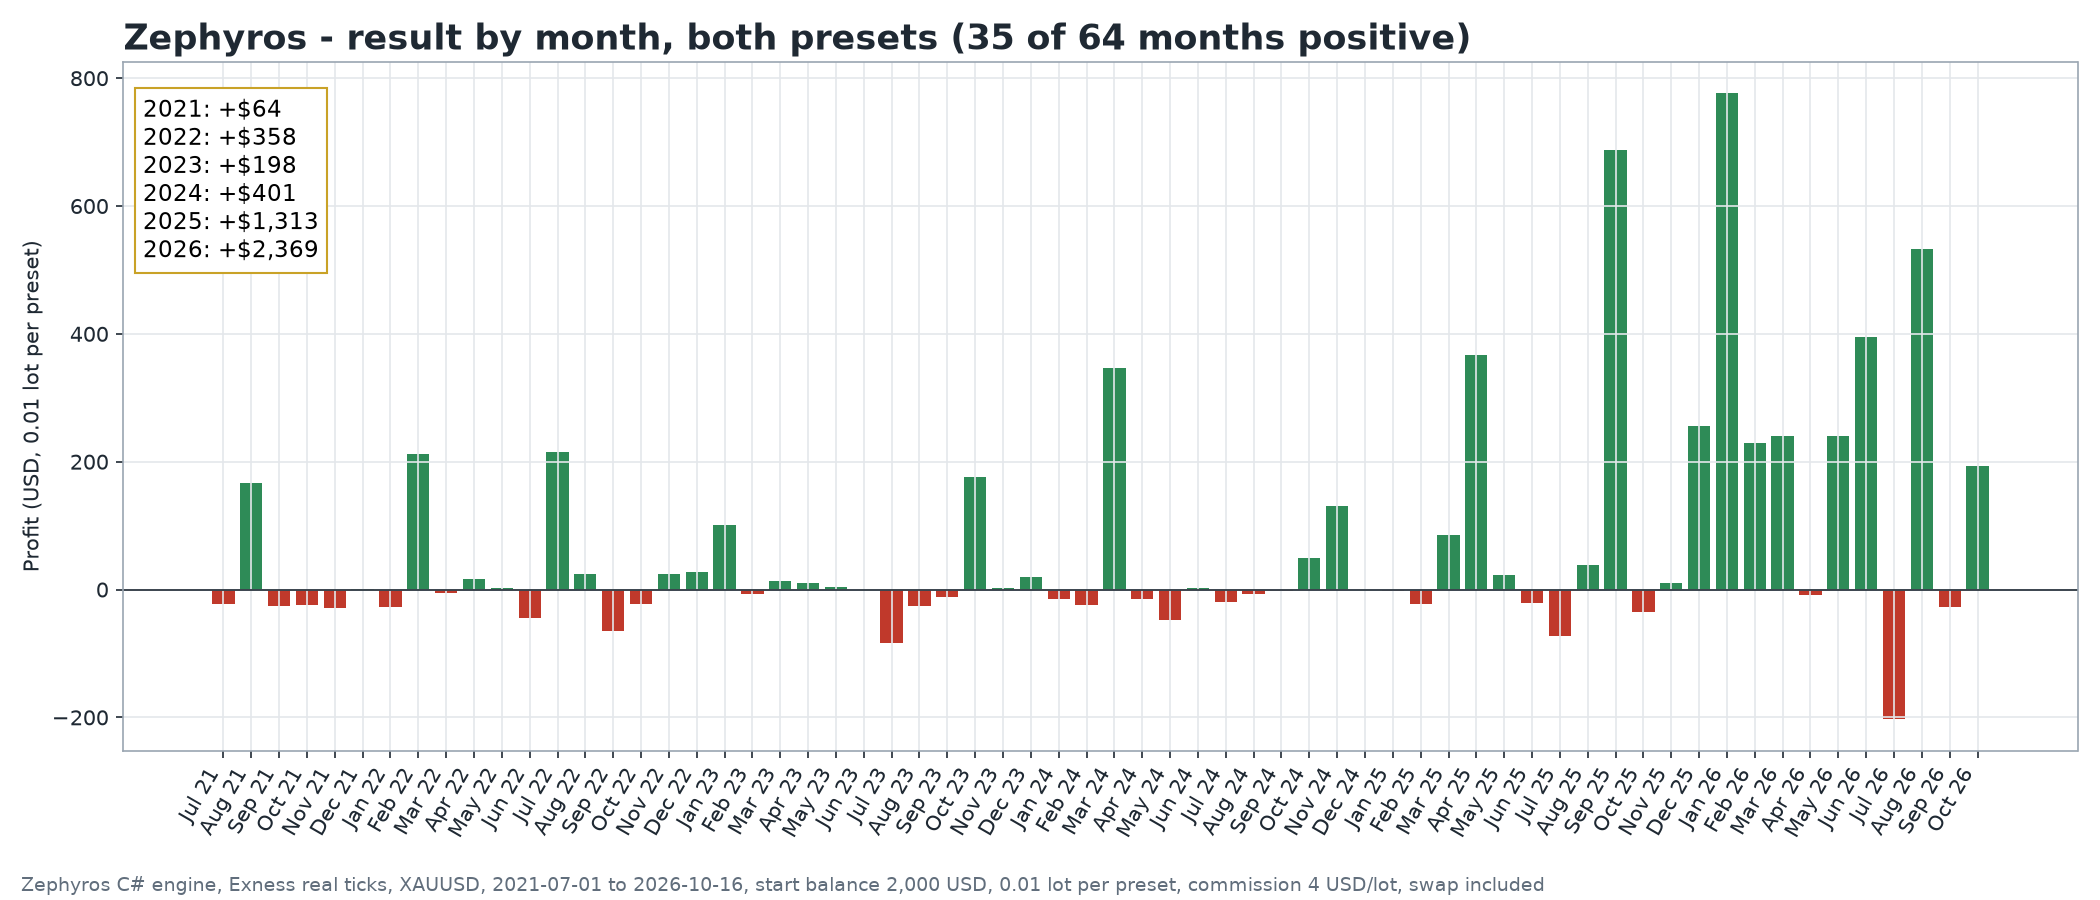 Zephyros - result by month, both presets (35 of 64 months positive)
800
600
400
200
0
−200
Profit (USD, 0.01 lot per preset)
2021: +$64
2022: +$358
2023: +$198
2024: +$401
2025: +$1,313
2026: +$2,369
Jul 21
Aug 21
Sep 21
Oct 21
Nov 21
Dec 21
Jan 22
Feb 22
Mar 22
Apr 22
May 22
Jun 22
Jul 22
Aug 22
Sep 22
Oct 22
Nov 22
Dec 22
Jan 23
Feb 23
Mar 23
Apr 23
May 23
Jun 23
Jul 23
Aug 23
Sep 23
Oct 23
Nov 23
Dec 23
Jan 24
Feb 24
Mar 24
Apr 24
May 24
Jun 24
Jul 24
Aug 24
Sep 24
Oct 24
Nov 24
Dec 24
Jan 25
Feb 25
Mar 25
Apr 25
May 25
Jun 25
Jul 25
Aug 25
Sep 25
Oct 25
Nov 25
Dec 25
Jan 26
Feb 26
Mar 26
Apr 26
May 26
Jun 26
Jul 26
Aug 26
Sep 26
Oct 26
Zephyros C# engine, Exness real ticks, XAUUSD, 2021-07-01 to 2026-10-16, start balance 2,000 USD, 0.01 lot per preset, commission 4 USD/lot, swap included